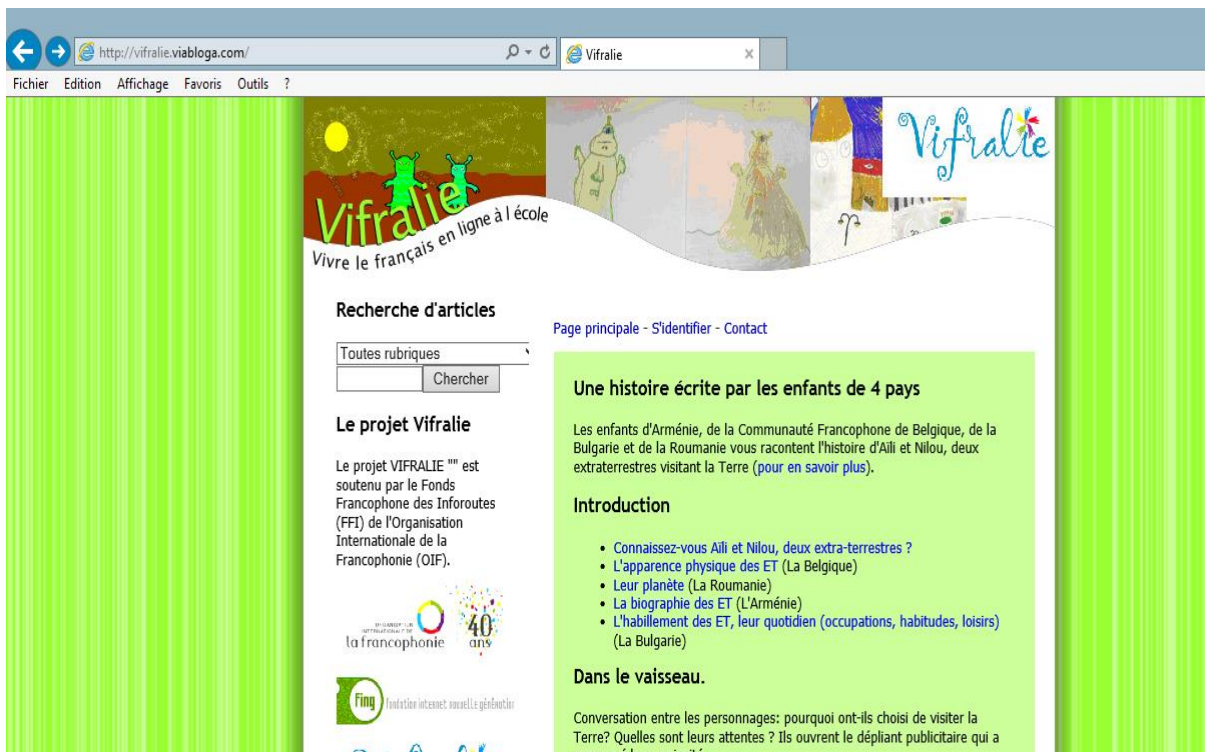 http://vifralie.viabloga.com/
Vifralie
Fichier Edition Affichage Favoris Outils ?
Vifralie
Vivre le français en ligne à l école
Vifralie
Recherche d'articles
Toutes rubriques
Chercher
Le projet Vifralie
Le projet VIFRALIE "" est
soutenu par le Fonds
Francophone des Inforoutes
(FFI) de l'Organisation
Internationale de la
Francophonie (OIF).
ORGANISATION
INTERNATIONALE DE
la francophonie
40
ans
Fing
fondation internet nouvelle génération
Page principale - S'identifier - Contact
Une histoire écrite par les enfants de 4 pays
Les enfants d'Arménie, de la Communauté Francophone de Belgique, de la
Bulgarie et de la Roumanie vous racontent l'histoire d'Aïli et Nilou, deux
extraterrestres visitant la Terre (pour en savoir plus).
Introduction
• Connaissez-vous Aïli et Nilou, deux extra-terrestres ?
• L'apparence physique des ET (La Belgique)
• Leur planète (La Roumanie)
• La biographie des ET (L'Arménie)
• L'habillement des ET, leur quotidien (occupations, habitudes, loisirs)
(La Bulgarie)
Dans le vaisseau.
Conversation entre les personnages: pourquoi ont-ils choisi de visiter la
Terre? Quelles sont leurs attentes ? Ils ouvrent le dépliant publicitaire qui a